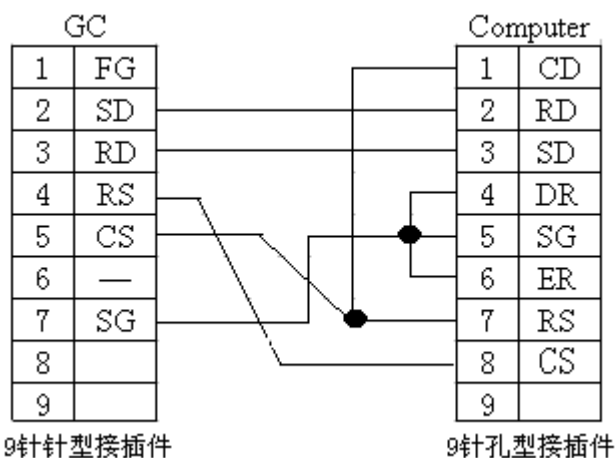 GC Computer
1 FG 1 CD
2 SD 2 RD
3 RD 3 SD
4 RS 4 DR
5 CS 5 SG
6 — 6 ER
7 SG 7 RS
8 8 CS
9 9
9针针型接插件 9针孔型接插件